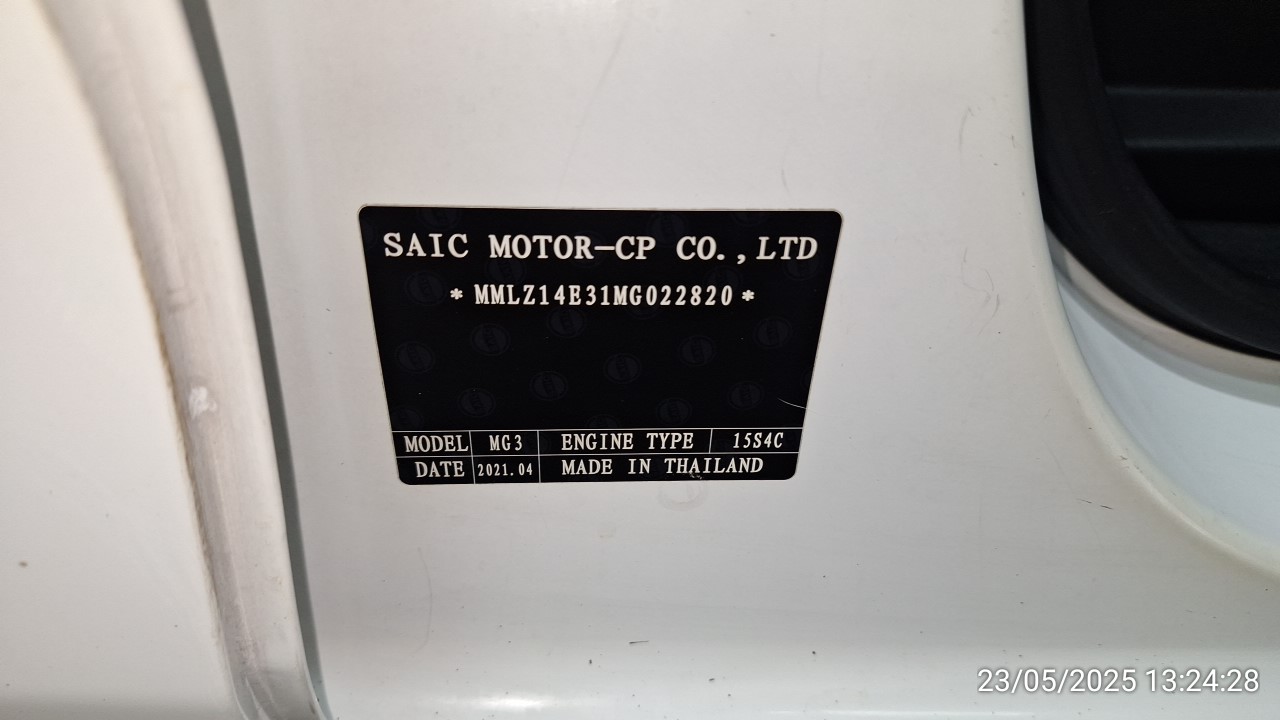 SAIC MOTOR-CP CO.,LTD
*MMLZ14E31MG022820*
MODEL MG3 ENGINE TYPE 15S4C
DATE 2021.04 MADE IN THAILAND
23/05/2025 13:24:28